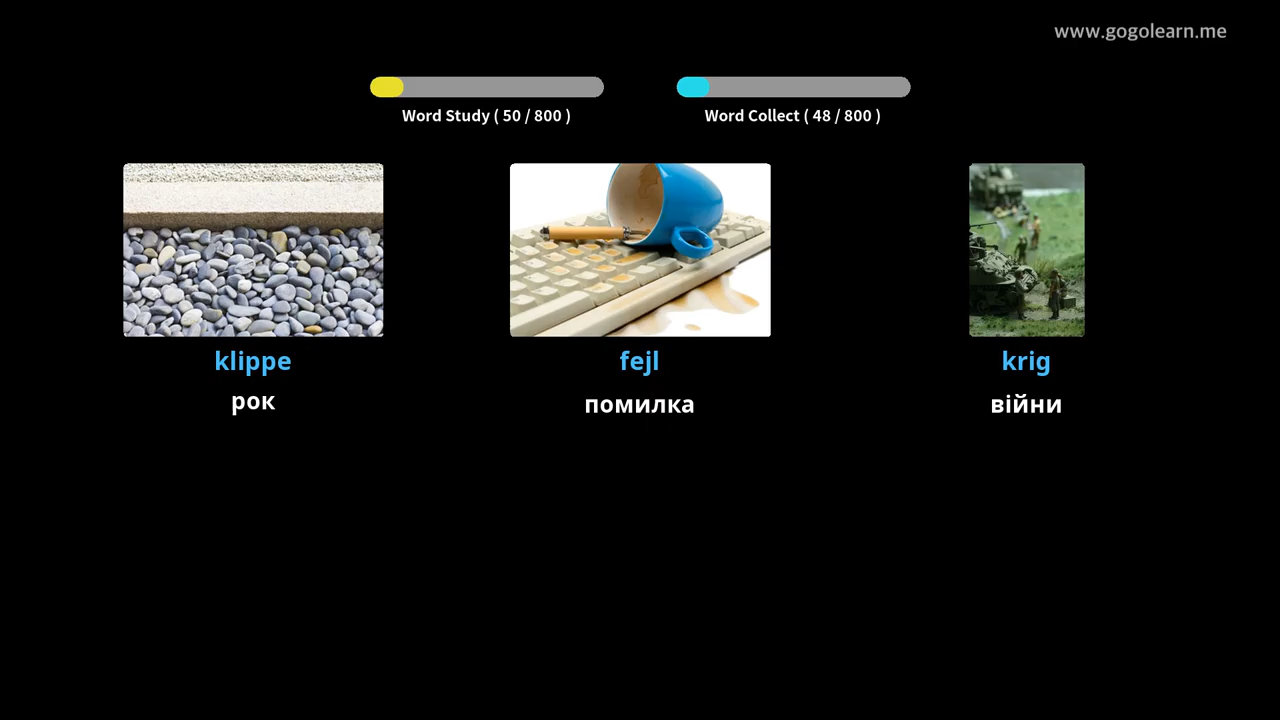 www.gogolearn.me
Word Study ( 50 / 800 )
Word Collect ( 48 / 800 )
klippe
fejl
krig
рок
помилка
війни